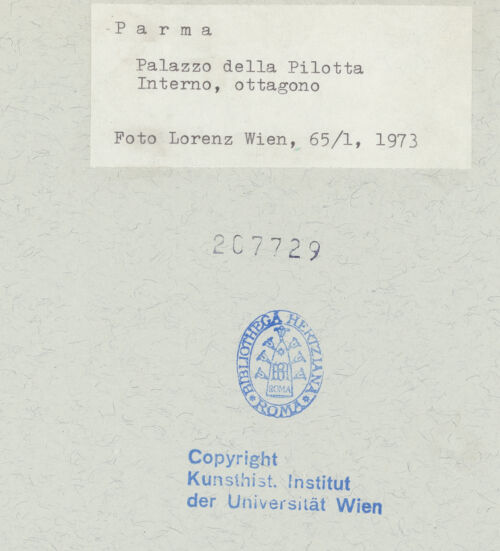 Parma
Palazzo della Pilotta
Interno, ottagono
Foto Lorenz Wien, 65/1, 1973
207729
BIBLIOTHECA HERTZIANA
ROMA
* ROMA *
Copyright
Kunsthist. Institut
der Universität Wien